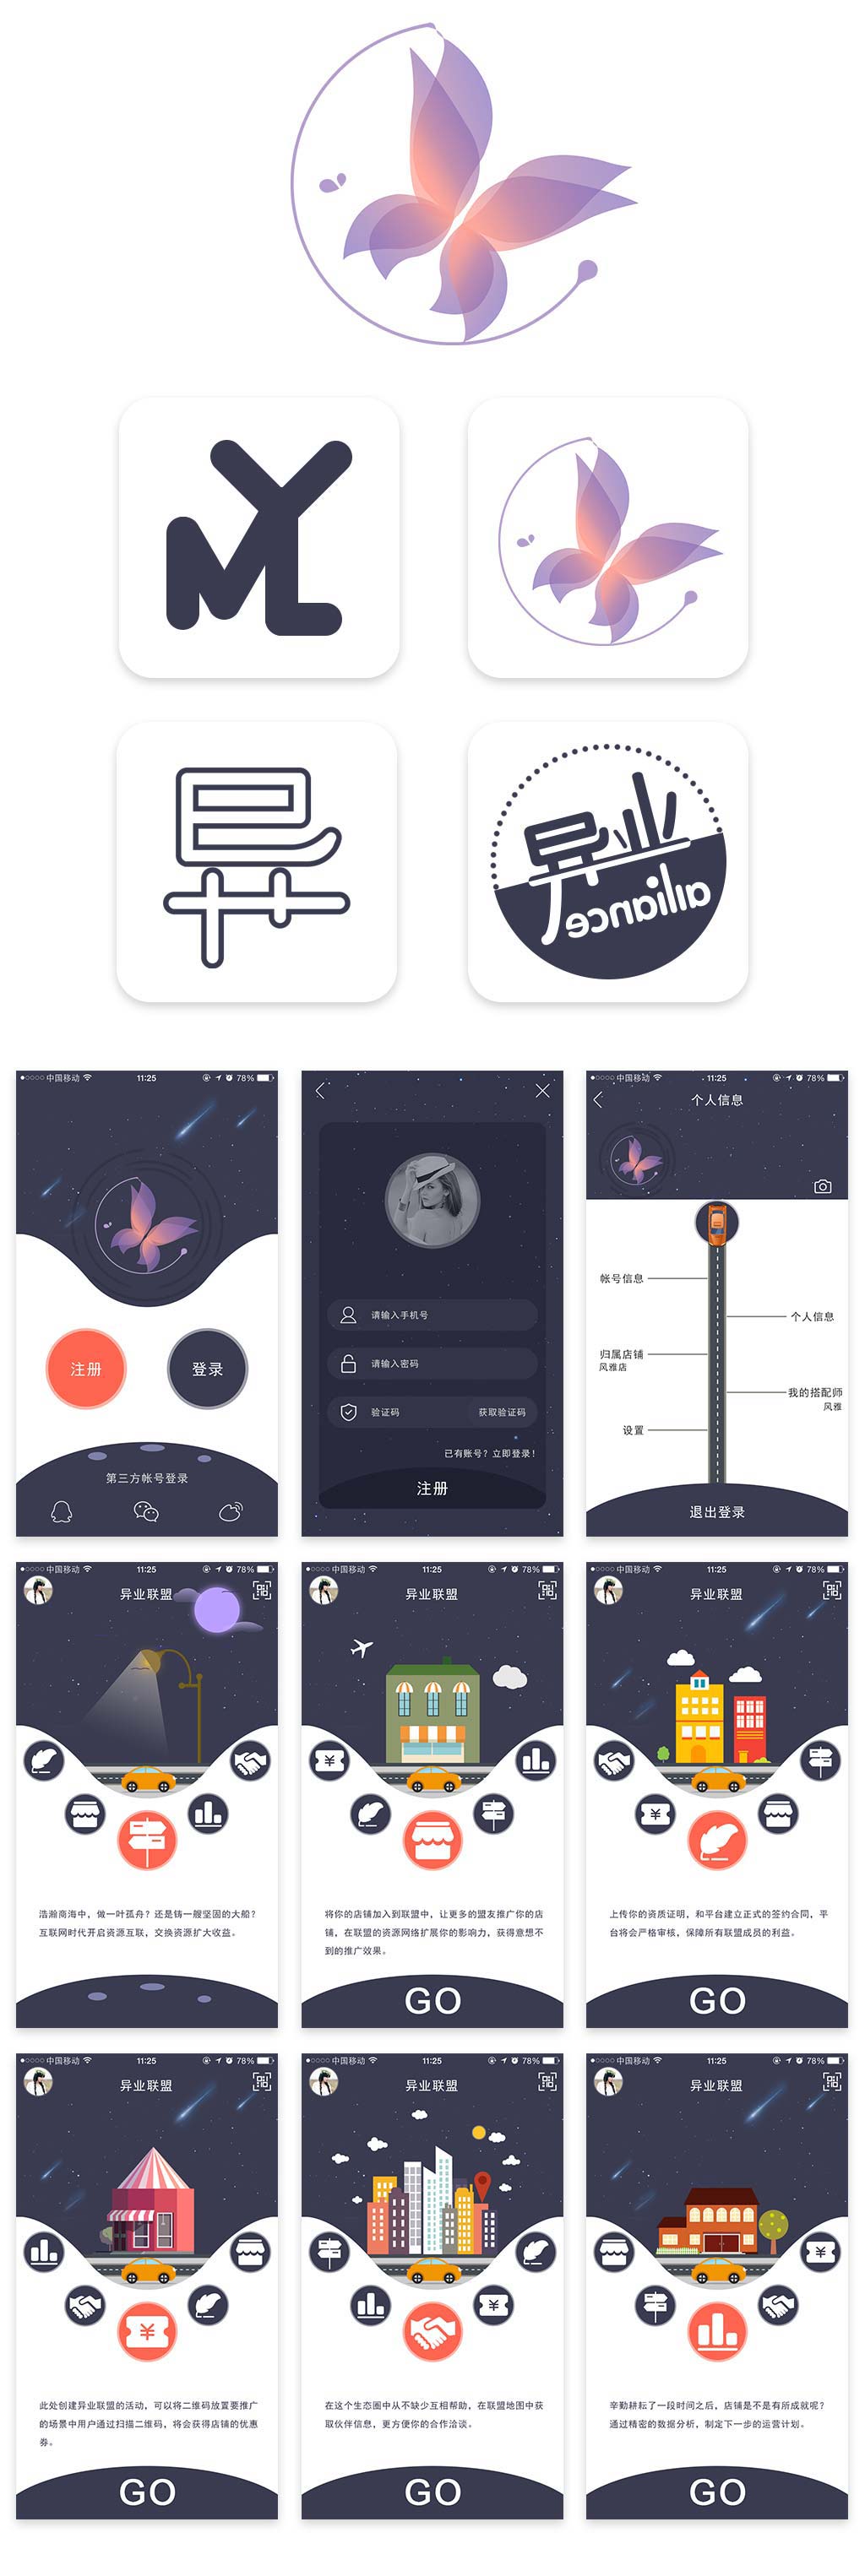 MYL
异
异业
alliance
中国移动 11:25 78%
注册
登录
第三方帐号登录
请输入手机号
请输入密码
验证码 获取验证码
已有账号？立即登录！
注册
中国移动 11:25 78%
个人信息
帐号信息
个人信息
归属店铺
风雅店
我的搭配师
风雅
设置
退出登录
中国移动 11:25 78%
异业联盟
浩瀚商海中，做一叶孤舟？还是铸一艘坚固的大船？
互联网时代开启资源互联，交换资源扩大收益。
中国移动 11:25 78%
异业联盟
¥
将你的店铺加入到联盟中，让更多的盟友推广你的店
铺，在联盟的资源网络扩展你的影响力，获得意想不
到的推广效果。
GO
中国移动 11:25 78%
异业联盟
¥
上传你的资质证明，和平台建立正式的签约合同，平
台将会严格审核，保障所有联盟成员的利益。
GO
中国移动 11:25 78%
异业联盟
¥
此处创建异业联盟的活动，可以将二维码放置要推广
的场景中用户通过扫描二维码，将会获得店铺的优惠
券。
GO
中国移动 11:25 78%
异业联盟
¥
在这个生态圈中从不缺少互相帮助，在联盟地图中获
取伙伴信息，更方便你的合作洽谈。
GO
中国移动 11:25 78%
异业联盟
¥
辛勤耕耘了一段时间之后，店铺是不是有所成就呢？
通过精密的数据分析，制定下一步的运营计划。
GO